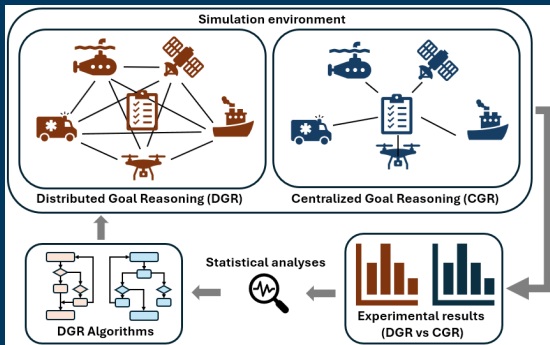 Simulation environment
Distributed Goal Reasoning (DGR)
Centralized Goal Reasoning (CGR)
Statistical analyses
DGR Algorithms
Experimental results
(DGR vs CGR)